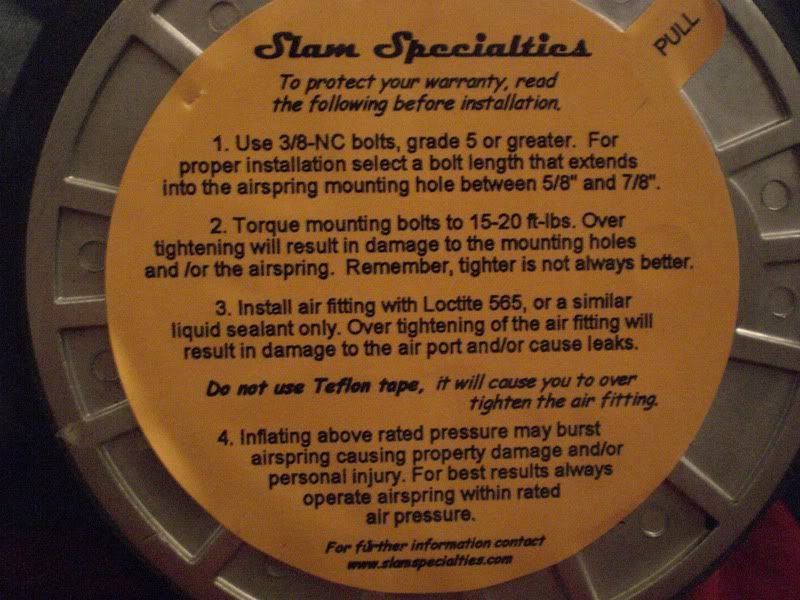 PULL
Slam Specialties
To protect your warranty, read
the following before installation.
1. Use 3/8-NC bolts, grade 5 or greater. For
proper installation select a bolt length that extends
into the airspring mounting hole between 5/8" and 7/8".
2. Torque mounting bolts to 15-20 ft-lbs. Over
tightening will result in damage to the mounting holes
and /or the airspring. Remember, tighter is not always better.
3. Install air fitting with Loctite 565, or a similar
liquid sealant only. Over tightening of the air fitting will
result in damage to the air port and/or cause leaks.
Do not use Teflon tape, it will cause you to over
tighten the air fitting.
4. Inflating above rated pressure may burst
airspring causing property damage and/or
personal injury. For best results always
operate airspring within rated
air pressure.
For further information contact
www.slamspecialties.com